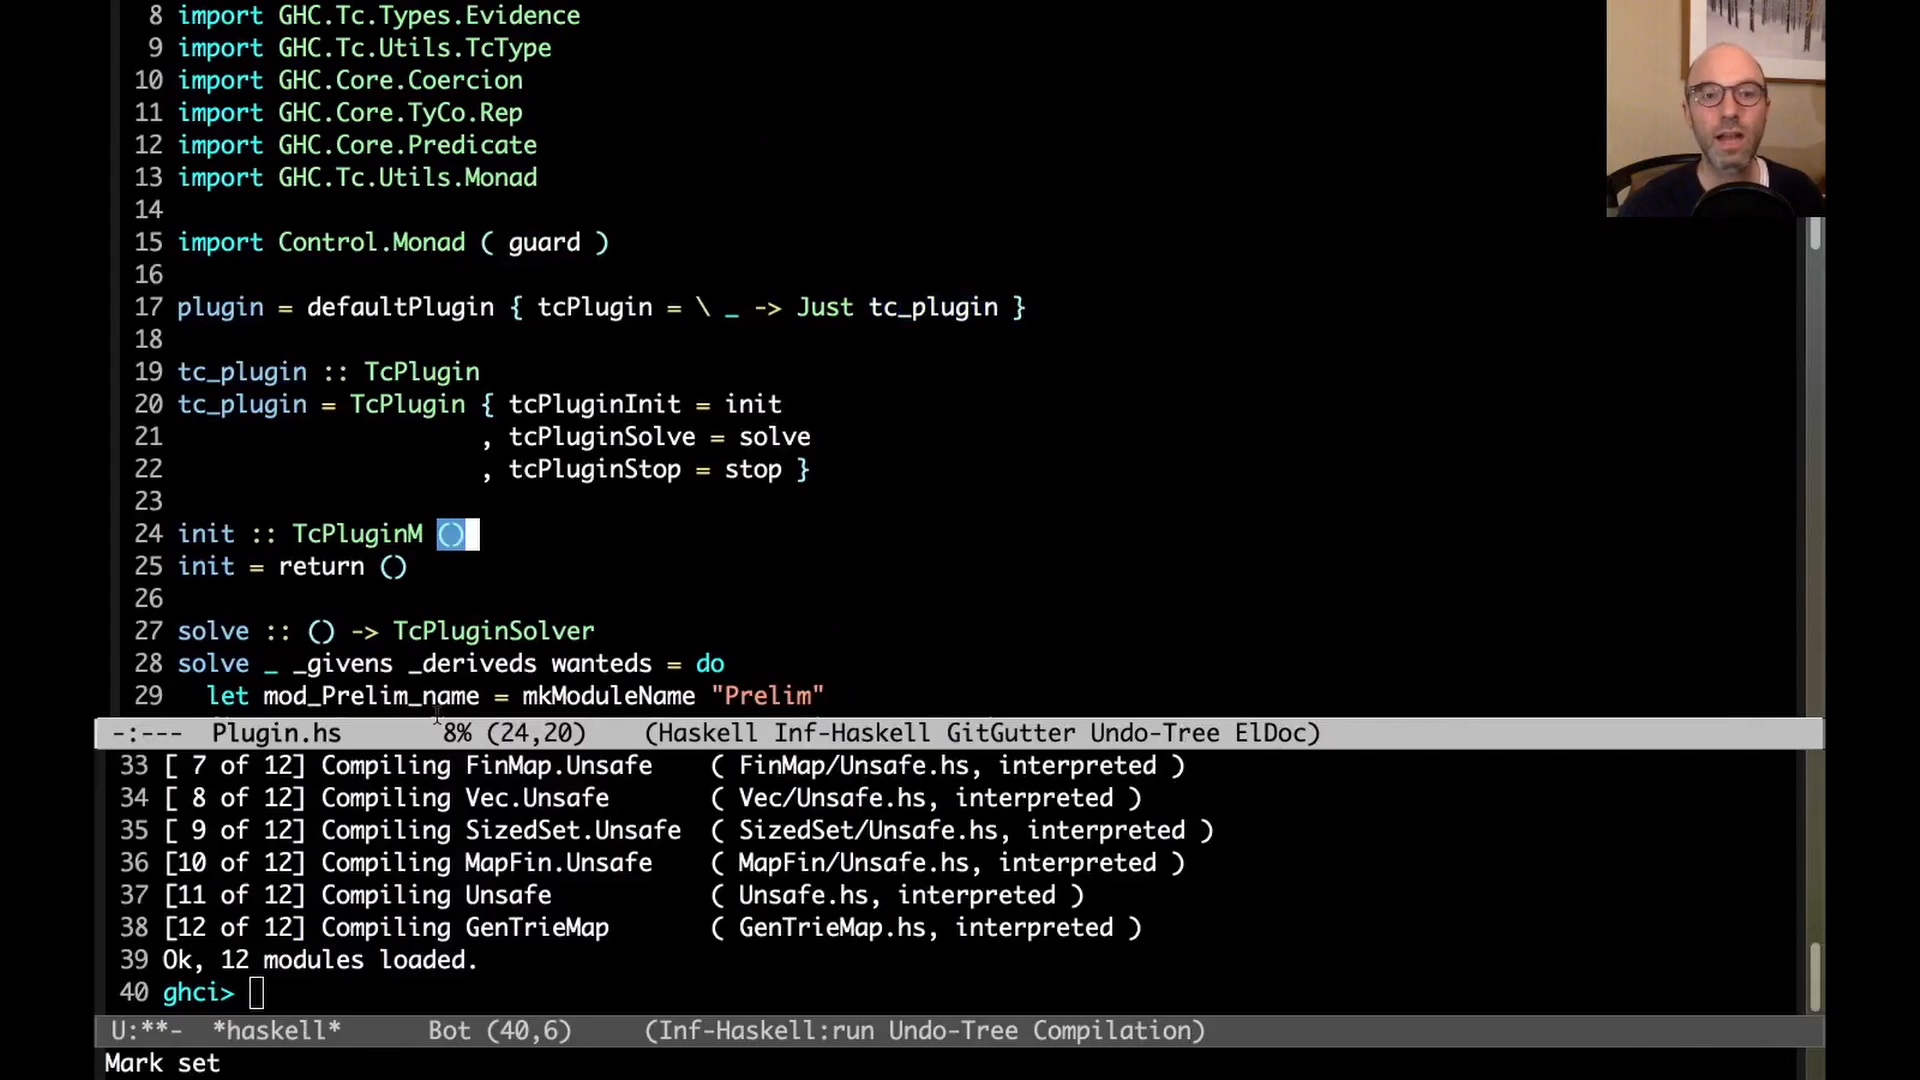 8 import GHC.Tc.Types.Evidence
9 import GHC.Tc.Utils.TcType
10 import GHC.Core.Coercion
11 import GHC.Core.TyCo.Rep
12 import GHC.Core.Predicate
13 import GHC.Tc.Utils.Monad
14
15 import Control.Monad ( guard )
16
17 plugin = defaultPlugin { tcPlugin = \ _ -> Just tc_plugin }
18
19 tc_plugin :: TcPlugin
20 tc_plugin = TcPlugin { tcPluginInit = init
21                      , tcPluginSolve = solve
22                      , tcPluginStop = stop }
23
24 init :: TcPluginM ()
25 init = return ()
26
27 solve :: () -> TcPluginSolver
28 solve _ _givens _deriveds wanteds = do
29   let mod_Prelim_name = mkModuleName "Prelim"
-:--- Plugin.hs 8% (24,20) (Haskell Inf-Haskell GitGutter Undo-Tree ElDoc)
33 [ 7 of 12] Compiling FinMap.Unsafe    ( FinMap/Unsafe.hs, interpreted )
34 [ 8 of 12] Compiling Vec.Unsafe       ( Vec/Unsafe.hs, interpreted )
35 [ 9 of 12] Compiling SizedSet.Unsafe  ( SizedSet/Unsafe.hs, interpreted )
36 [10 of 12] Compiling MapFin.Unsafe    ( MapFin/Unsafe.hs, interpreted )
37 [11 of 12] Compiling Unsafe           ( Unsafe.hs, interpreted )
38 [12 of 12] Compiling GenTrieMap       ( GenTrieMap.hs, interpreted )
39 Ok, 12 modules loaded.
40 ghci>
U:**- *haskell* Bot (40,6) (Inf-Haskell:run Undo-Tree Compilation)
Mark set